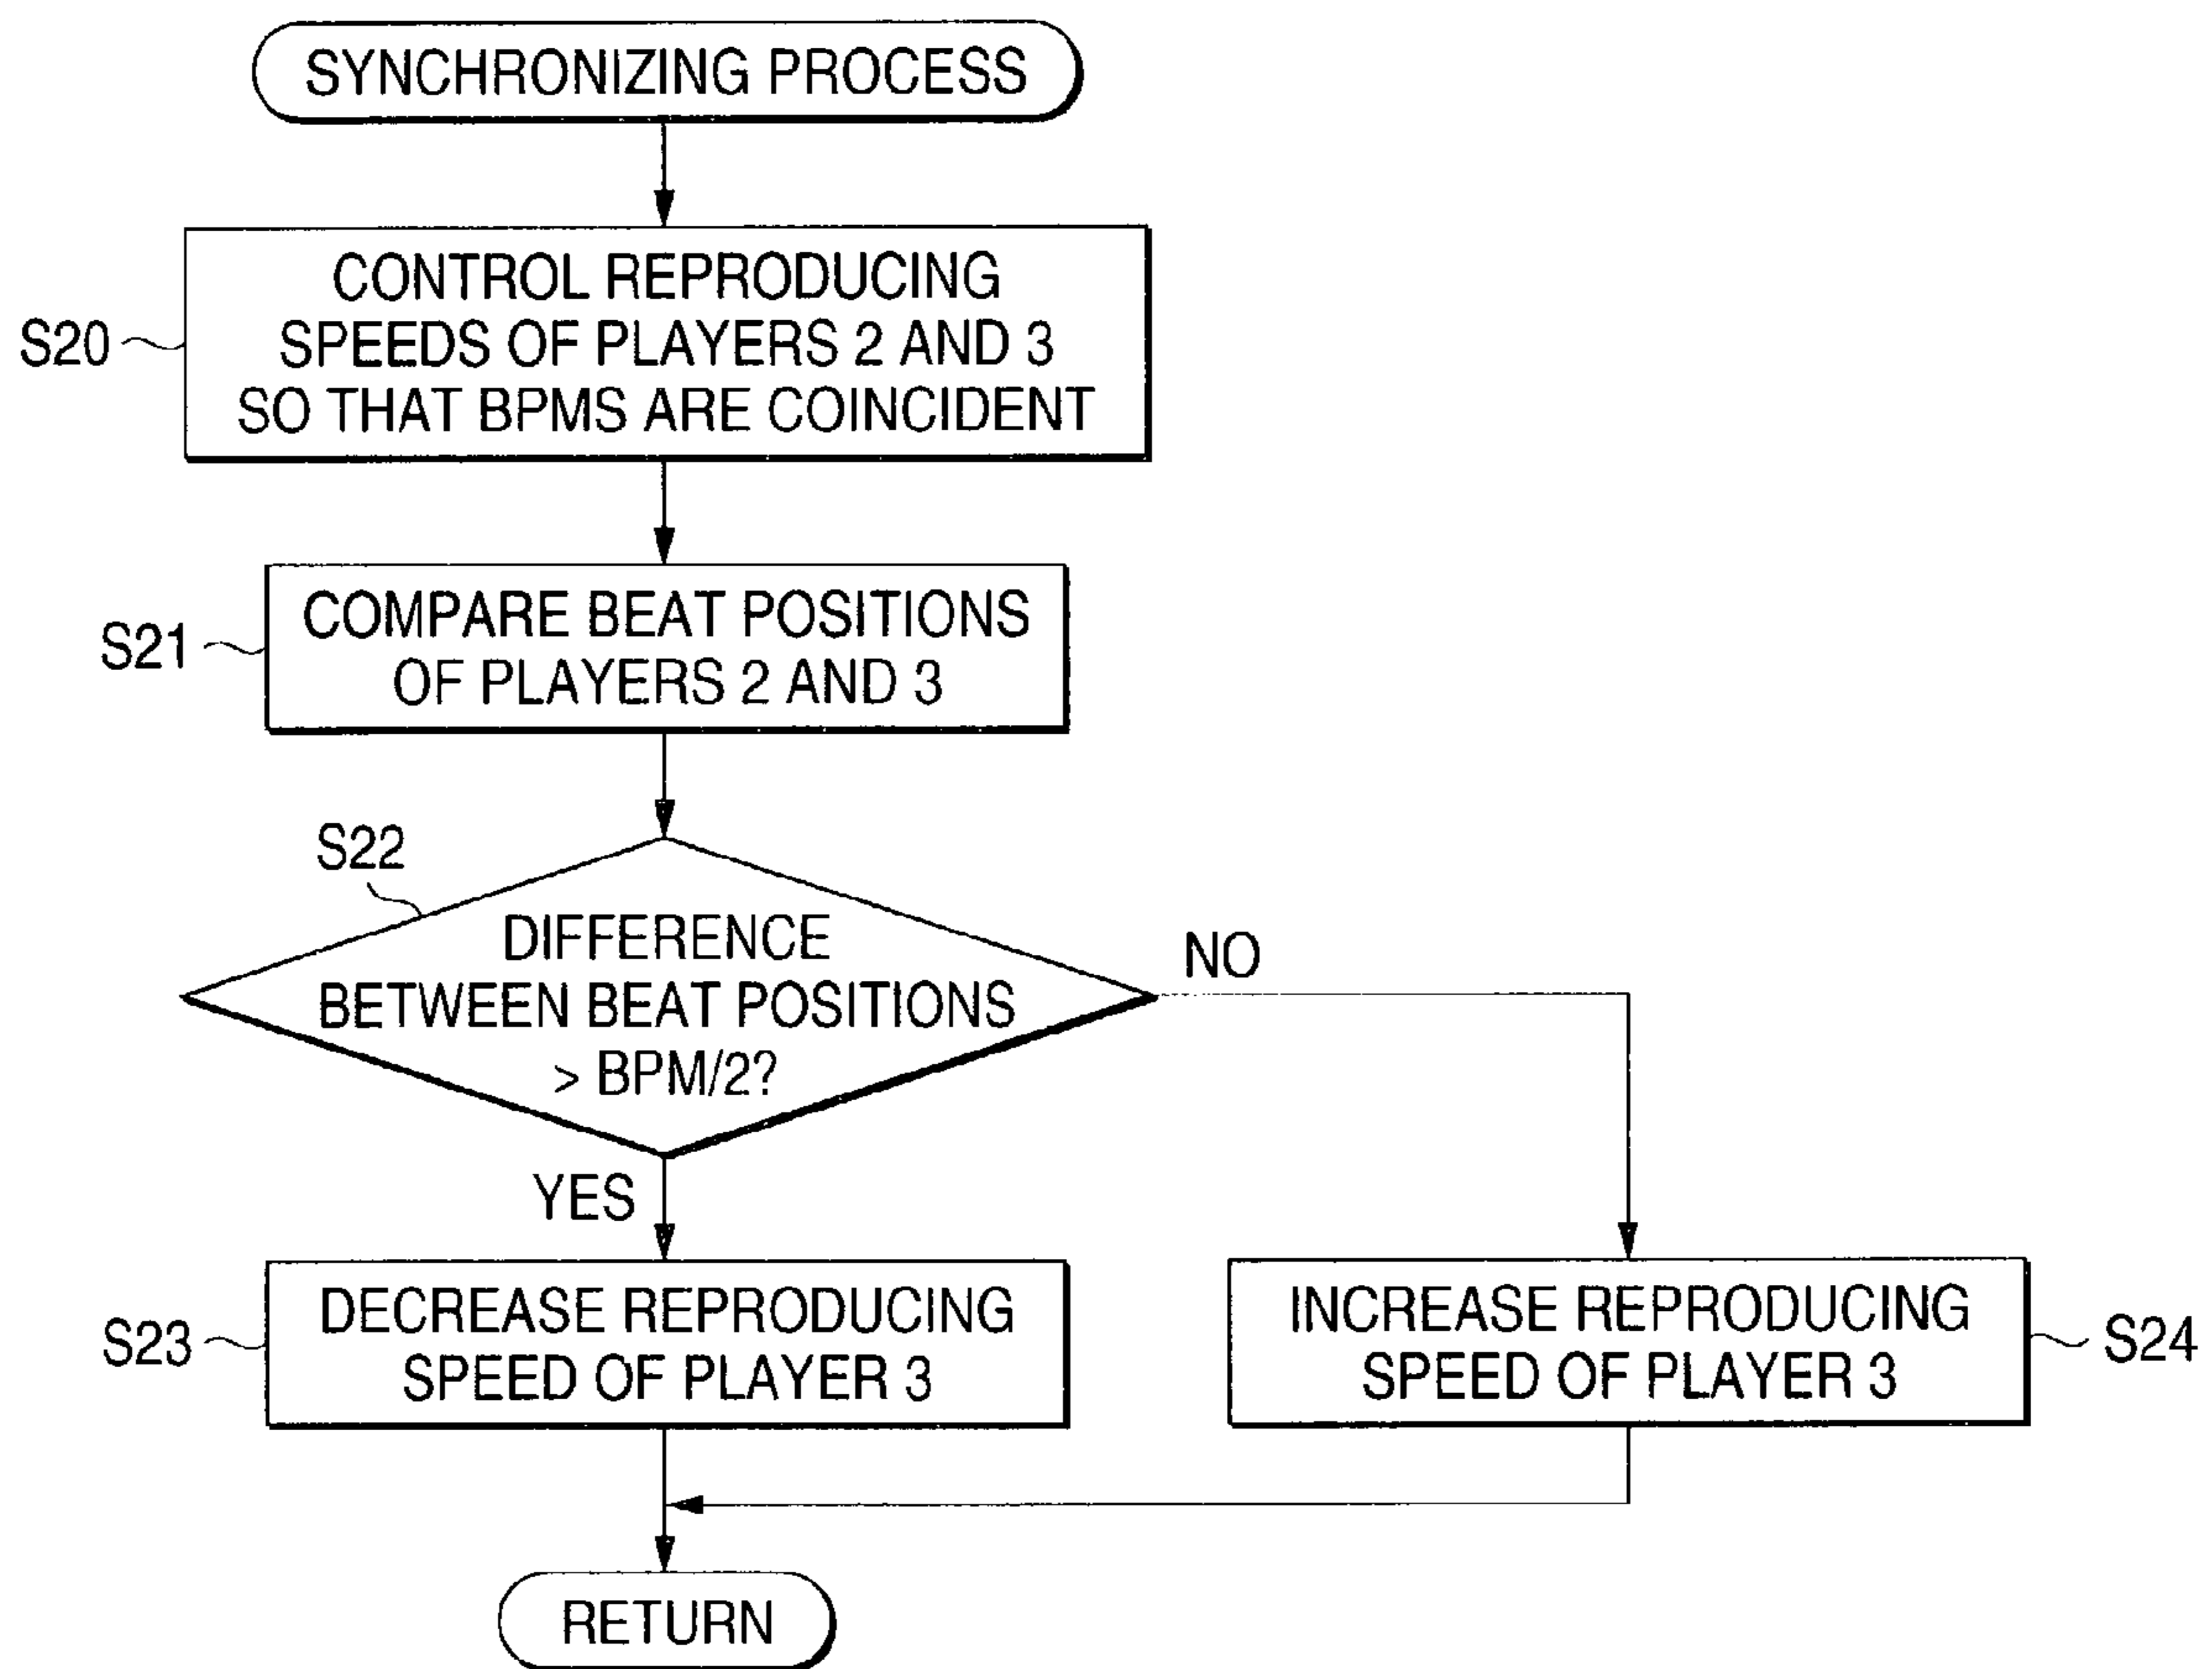 SYNCHRONIZING PROCESS
S20
CONTROL REPRODUCING
SPEEDS OF PLAYERS 2 AND 3
SO THAT BPMS ARE COINCIDENT
S21
COMPARE BEAT POSITIONS
OF PLAYERS 2 AND 3
S22
DIFFERENCE
BETWEEN BEAT POSITIONS
> BPM/2?
NO
YES
S23
DECREASE REPRODUCING
SPEED OF PLAYER 3
INCREASE REPRODUCING
SPEED OF PLAYER 3
S24
RETURN